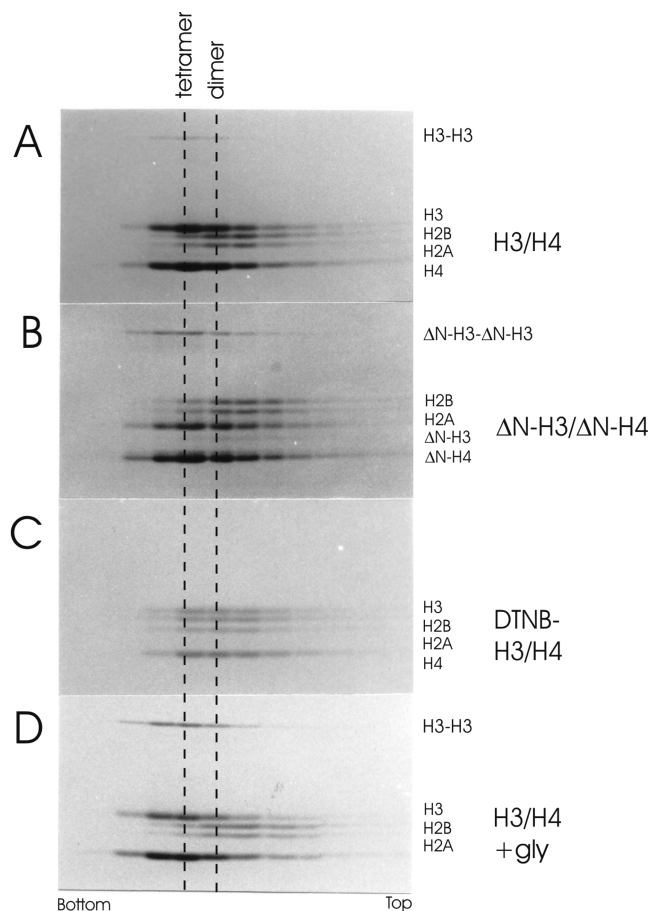 tetramer
dimer
A
H3-H3
H3
H2B
H2A
H4
H3/H4
B
ΔN-H3-ΔN-H3
H2B
H2A
ΔN-H3
ΔN-H4
ΔN-H3/ΔN-H4
C
H3
H2B
H2A
H4
DTNB-
H3/H4
D
H3-H3
H3
H2B
H2A
H3/H4
+gly
Bottom
Top